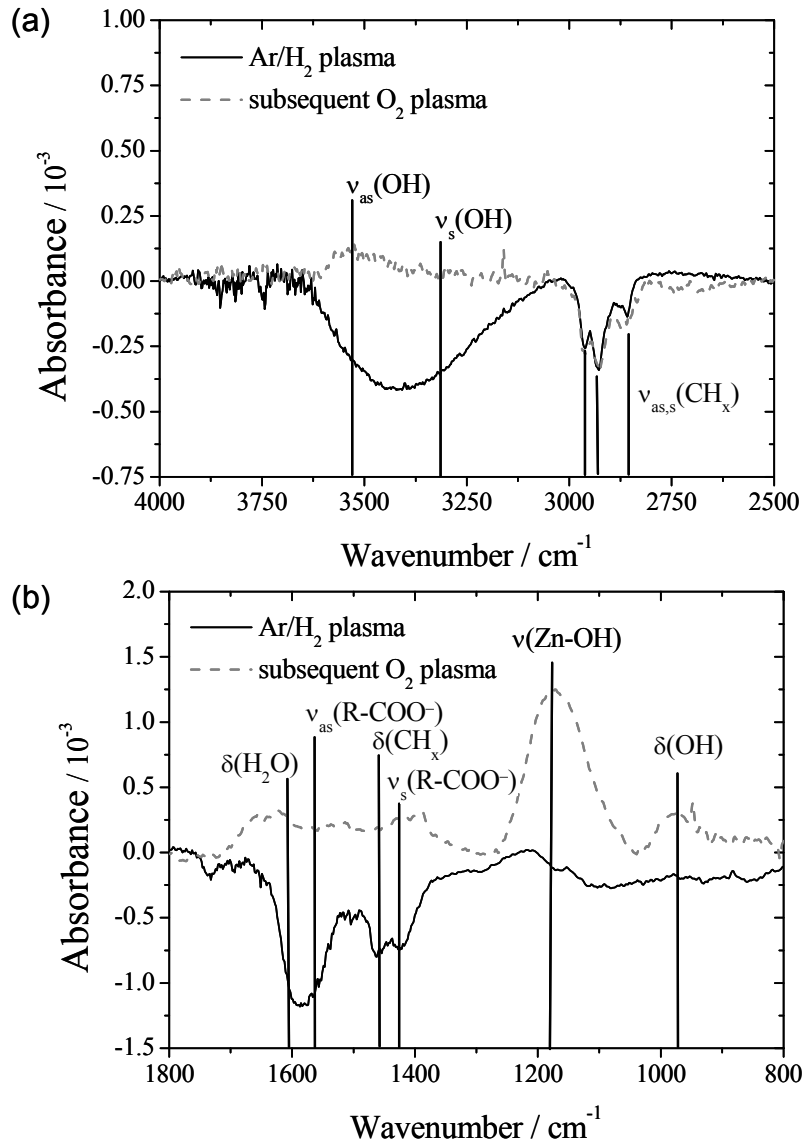 (a)
1.00
0.75
0.50
0.25
0.00
-0.25
-0.50
-0.75
Absorbance / 10⁻³
Ar/H₂ plasma
subsequent O₂ plasma
νas(OH)
νs(OH)
νas,s(CHx)
4000 3750 3500 3250 3000 2750 2500
Wavenumber / cm⁻¹
(b)
2.0
1.5
1.0
0.5
0.0
-0.5
-1.0
-1.5
Absorbance / 10⁻³
Ar/H₂ plasma
subsequent O₂ plasma
ν(Zn-OH)
νas(R-COO⁻)
δ(H₂O)
δ(CHx)
νs(R-COO⁻)
δ(OH)
1800 1600 1400 1200 1000 800
Wavenumber / cm⁻¹